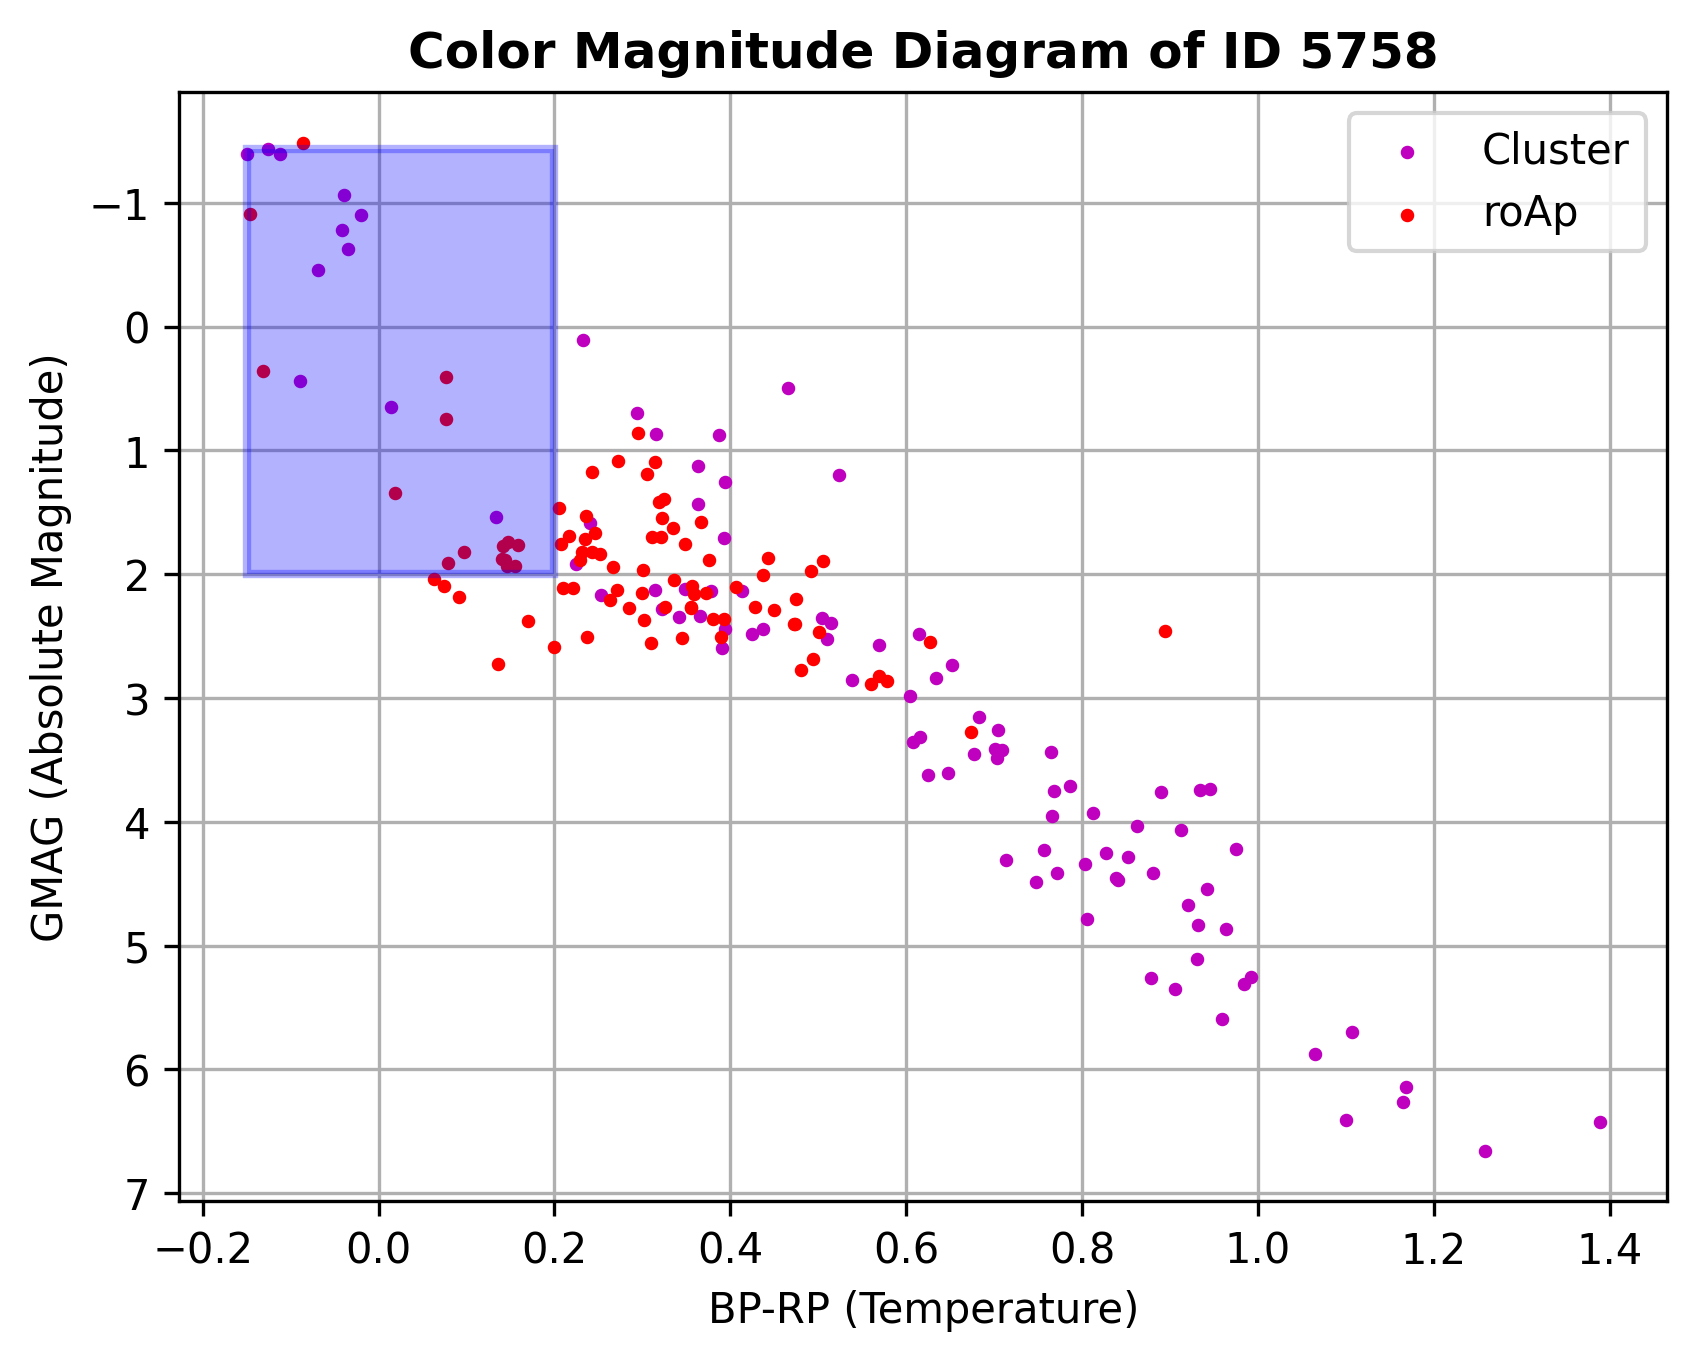 Color Magnitude Diagram of ID 5758
Cluster
roAp
GMAG (Absolute Magnitude)
−1
0
1
2
3
4
5
6
7
−0.2 0.0 0.2 0.4 0.6 0.8 1.0 1.2 1.4
BP-RP (Temperature)